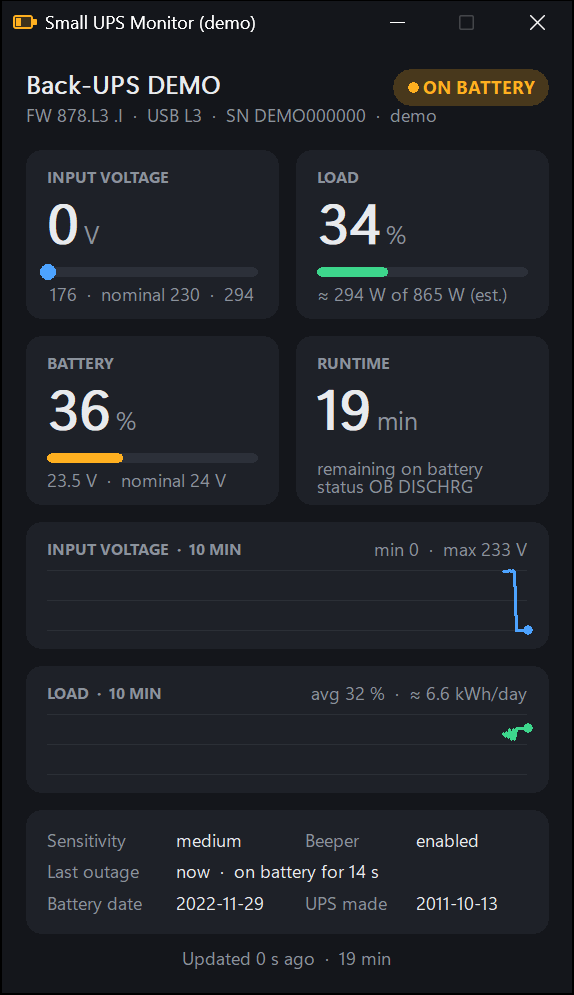 Small UPS Monitor (demo)
Back-UPS DEMO
ON BATTERY
FW 878.L3 .I · USB L3 · SN DEMO000000 · demo
INPUT VOLTAGE
0 V
176 · nominal 230 · 294
LOAD
34 %
≈ 294 W of 865 W (est.)
BATTERY
36 %
23.5 V · nominal 24 V
RUNTIME
19 min
remaining on battery
status OB DISCHRG
INPUT VOLTAGE · 10 MIN
min 0 · max 233 V
LOAD · 10 MIN
avg 32 % · ≈ 6.6 kWh/day
Sensitivity medium Beeper enabled
Last outage now · on battery for 14 s
Battery date 2022-11-29 UPS made 2011-10-13
Updated 0 s ago · 19 min